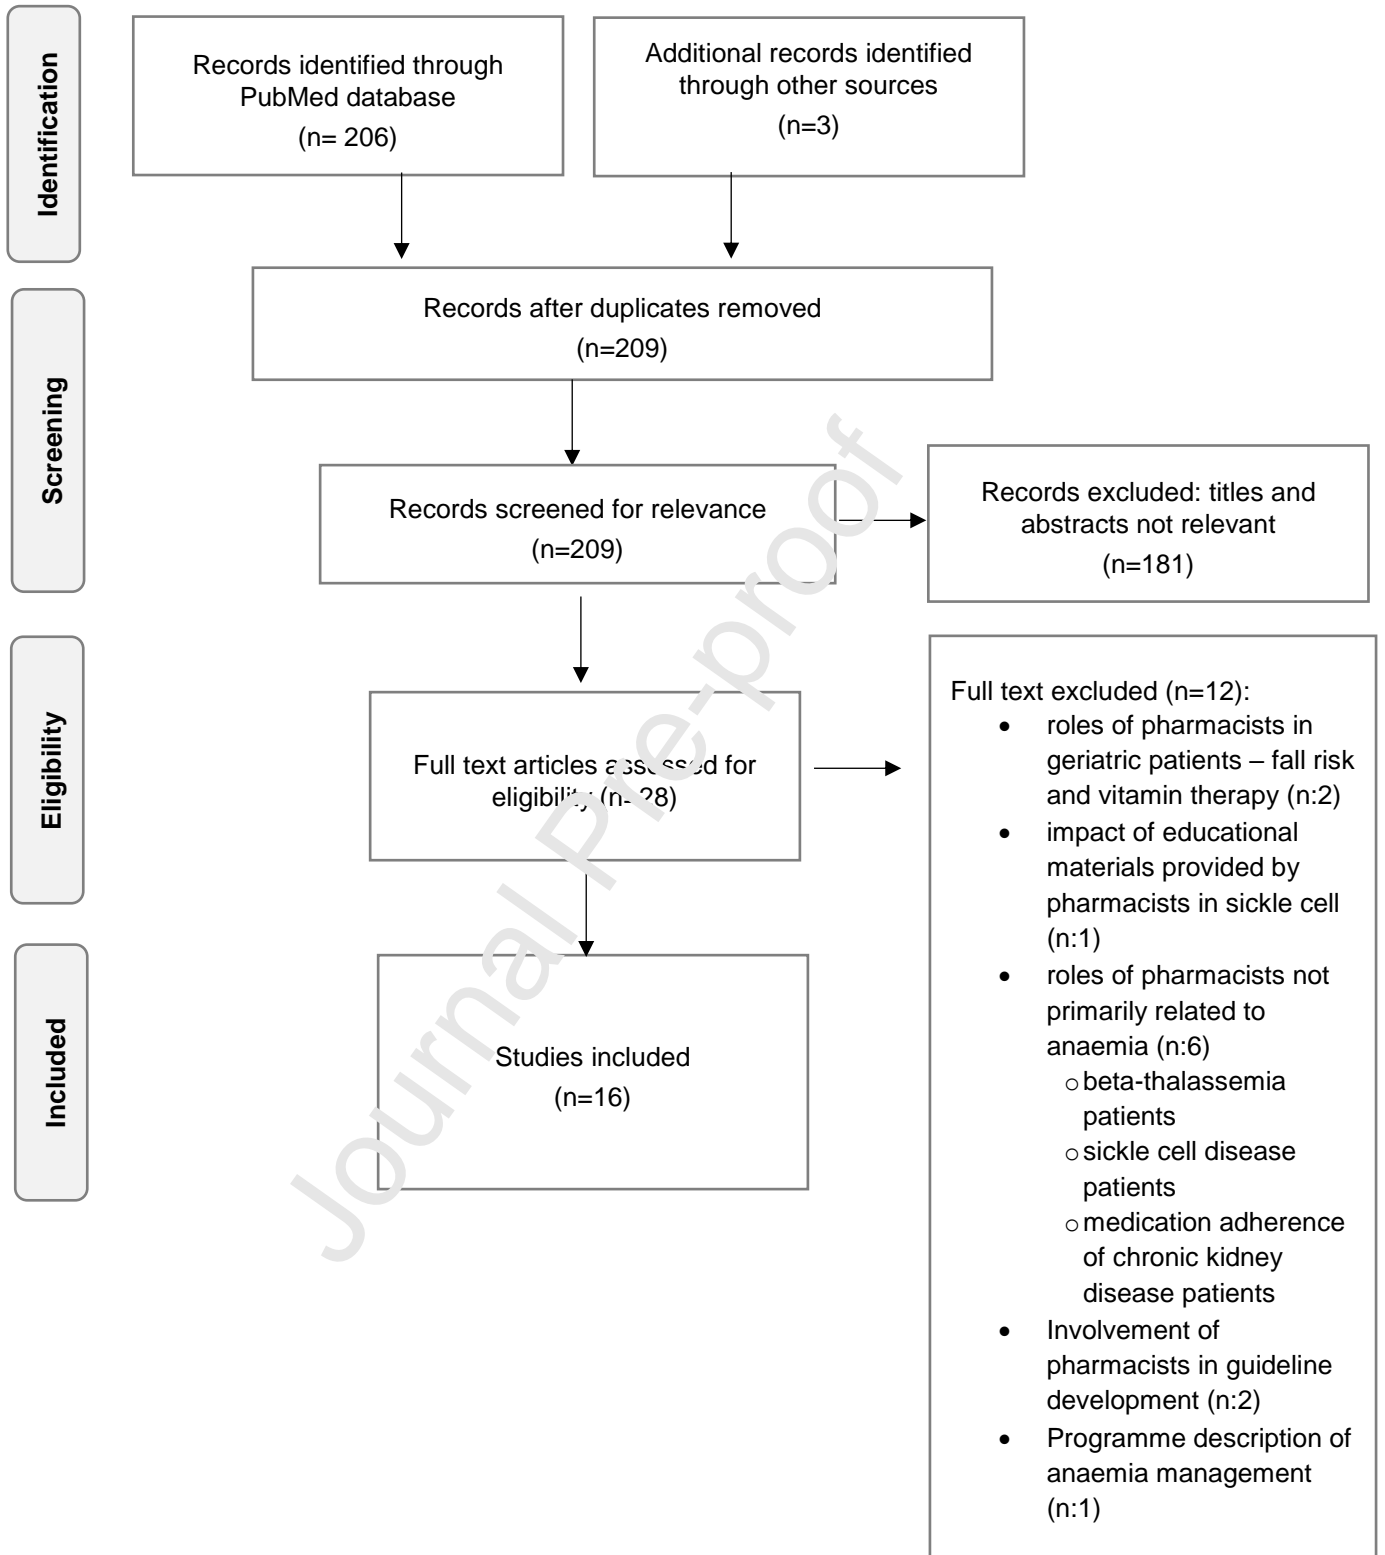 Identification
Records identified through
PubMed database
(n= 206)
Additional records identified
through other sources
(n=3)
Records after duplicates removed
(n=209)
Screening
Records screened for relevance
(n=209)
Records excluded: titles and
abstracts not relevant
(n=181)
Eligibility
Full text articles assessed for
eligibility (n=28)
Full text excluded (n=12):
• roles of pharmacists in
geriatric patients – fall risk
and vitamin therapy (n:2)
• impact of educational
materials provided by
pharmacists in sickle cell
(n:1)
• roles of pharmacists not
primarily related to
anaemia (n:6)
o beta-thalassemia
patients
o sickle cell disease
patients
o medication adherence
of chronic kidney
disease patients
• Involvement of
pharmacists in guideline
development (n:2)
• Programme description of
anaemia management
(n:1)
Included
Studies included
(n=16)
Journal Pre-proof